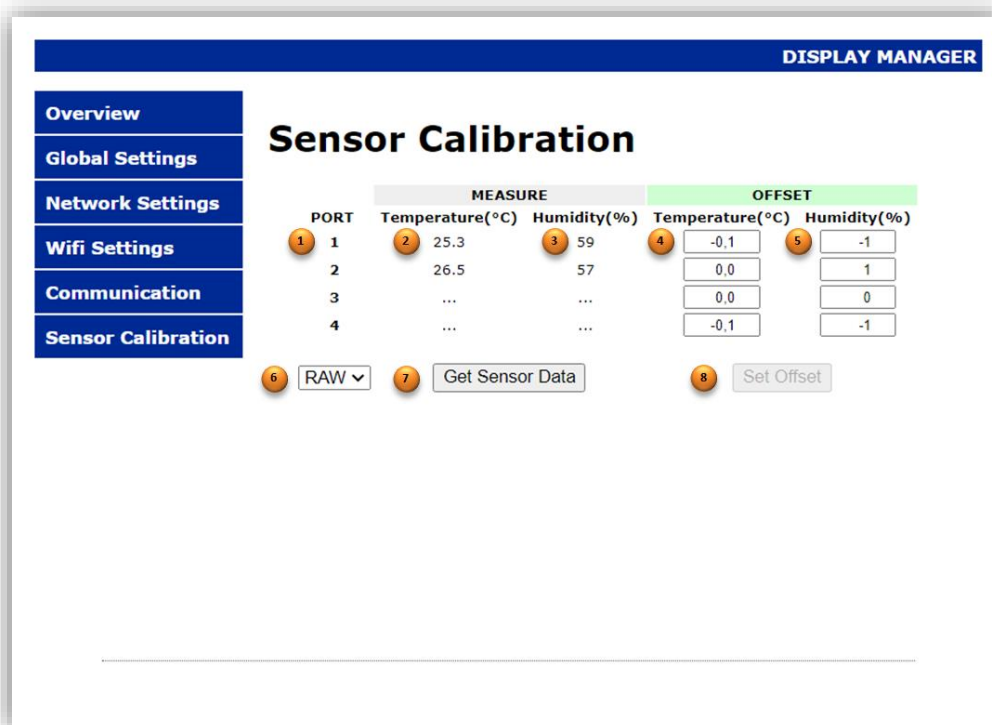 DISPLAY MANAGER
Overview
Global Settings
Network Settings
Wifi Settings
Communication
Sensor Calibration
Sensor Calibration
MEASURE OFFSET
PORT Temperature(°C) Humidity(%) Temperature(°C) Humidity(%)
1 1 2 25.3 3 59 4 -0,1 5 -1
2 26.5 57 0,0 1
3 ... ... 0,0 0
4 ... ... -0,1 -1
6 RAW 7 Get Sensor Data 8 Set Offset